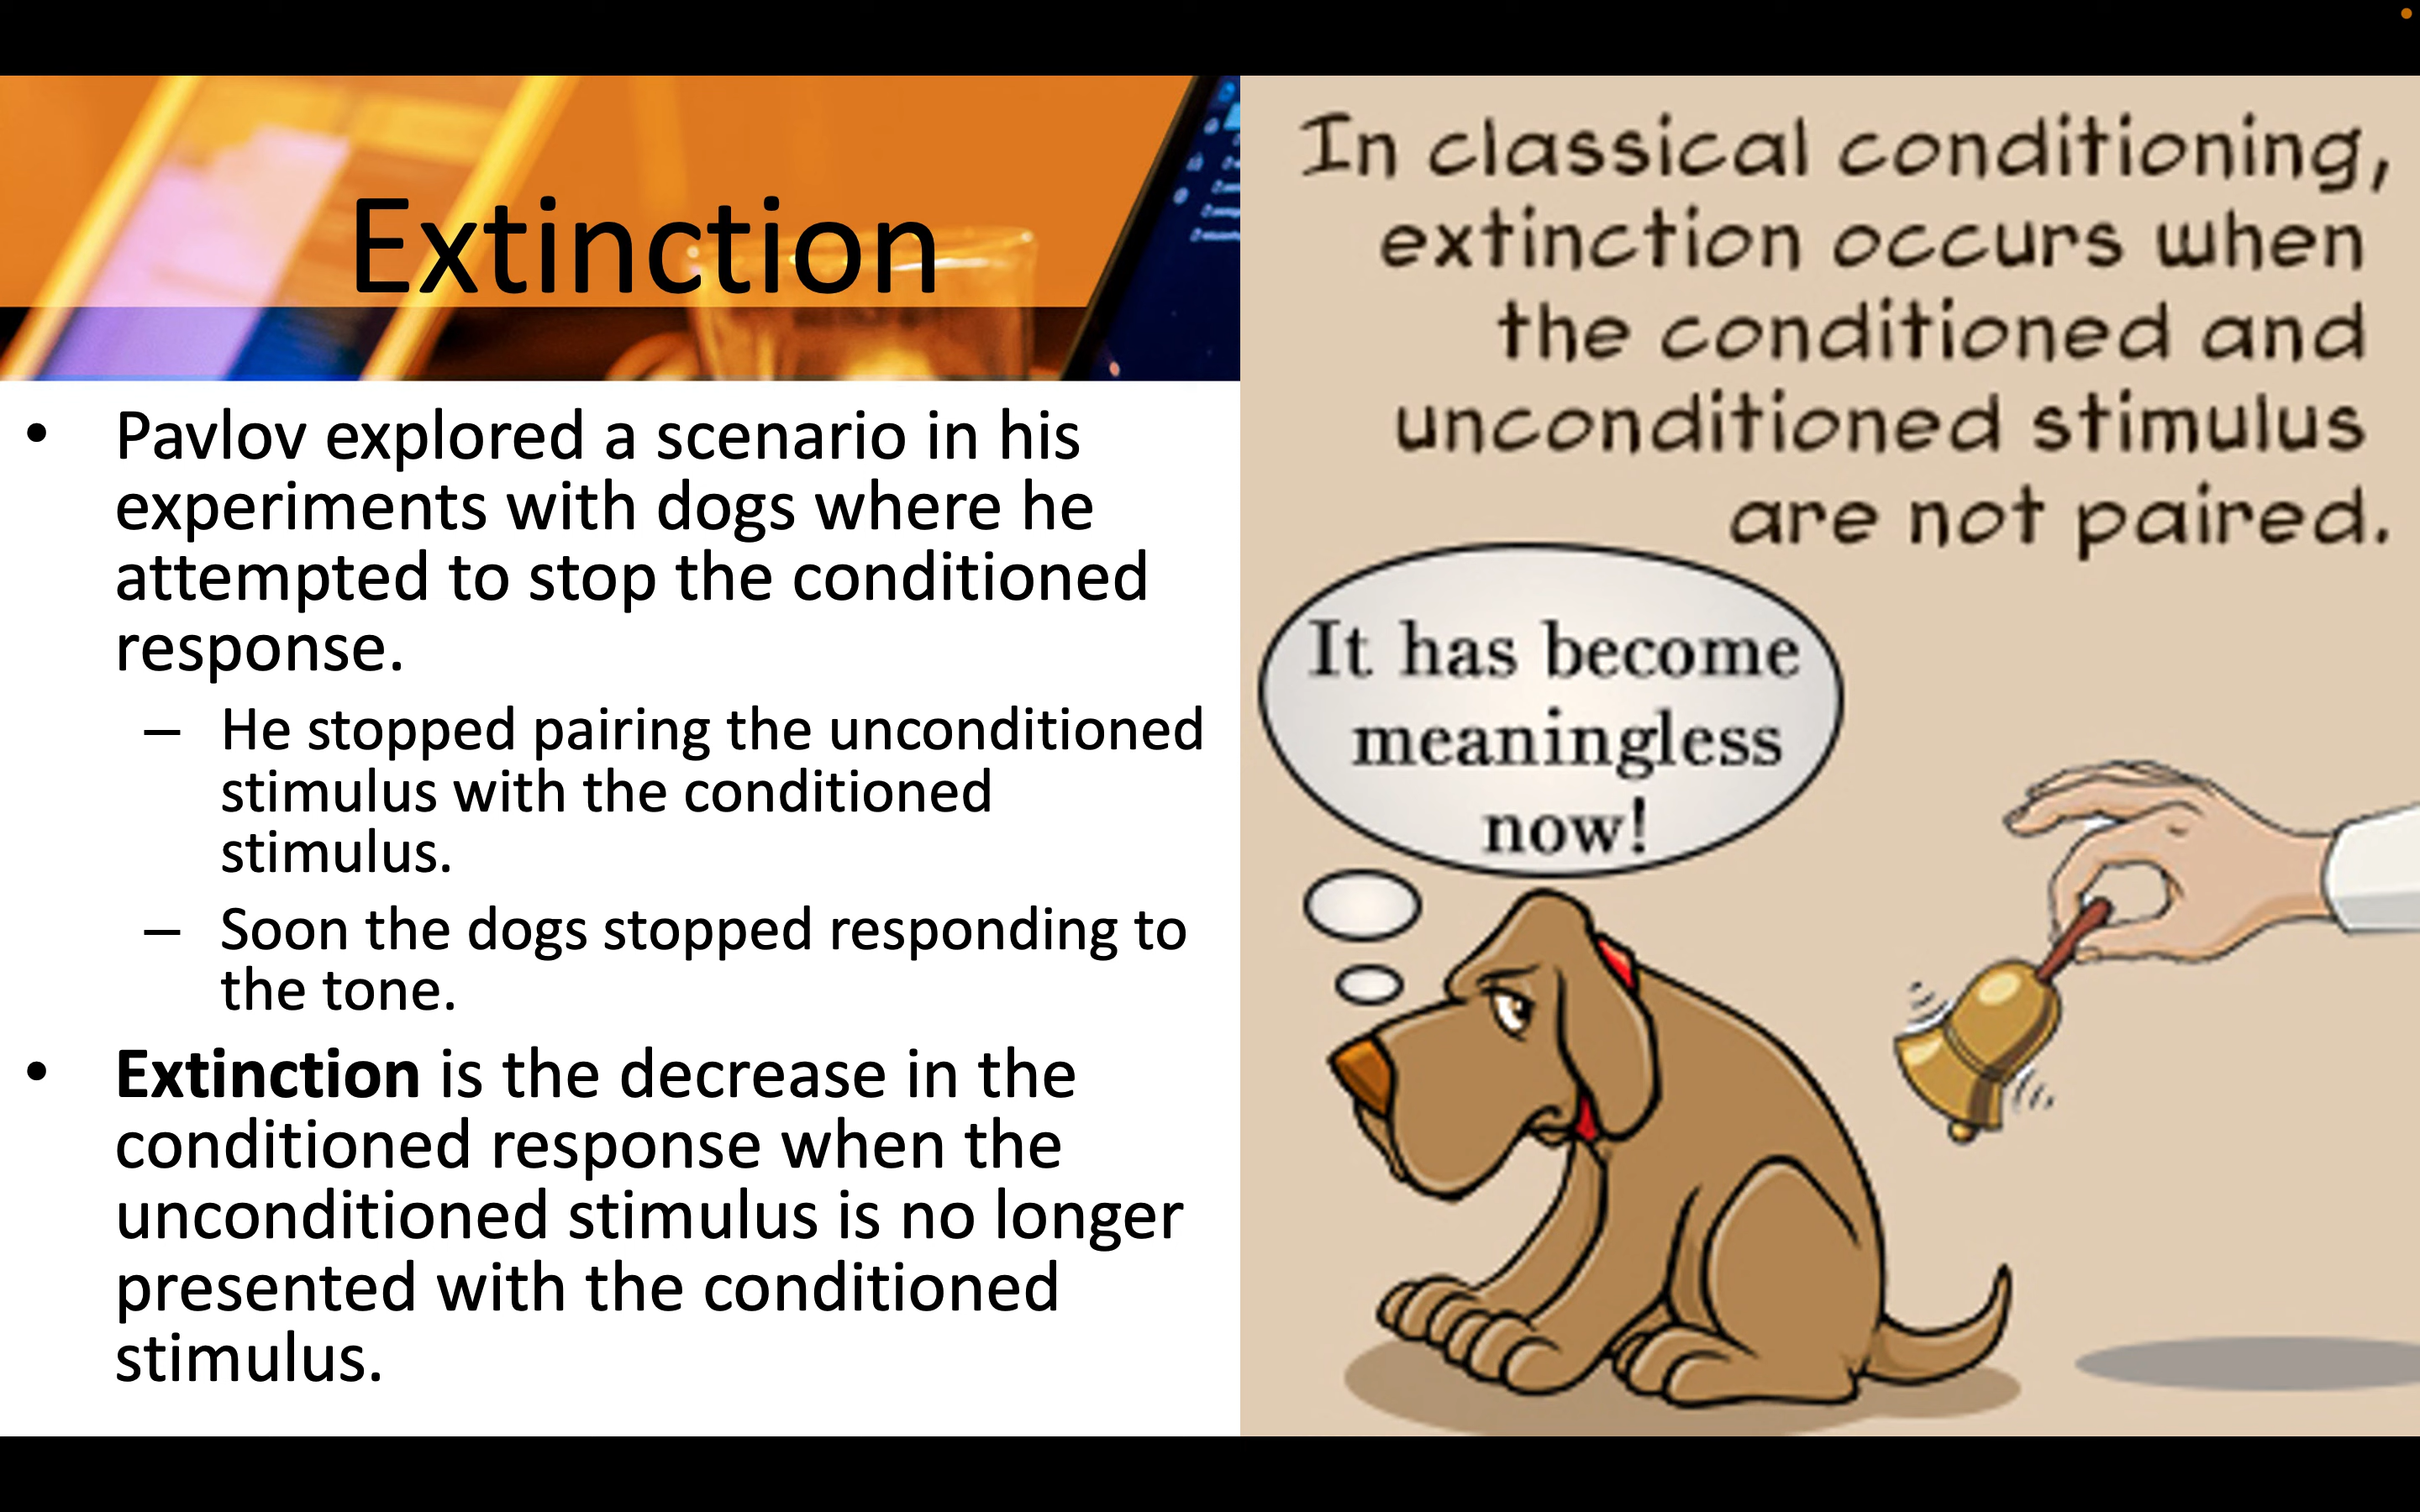 Extinction
• Pavlov explored a scenario in his
experiments with dogs where he
attempted to stop the conditioned
response.
– He stopped pairing the unconditioned
stimulus with the conditioned
stimulus.
– Soon the dogs stopped responding to
the tone.
• Extinction is the decrease in the
conditioned response when the
unconditioned stimulus is no longer
presented with the conditioned
stimulus.
In classical conditioning,
extinction occurs when
the conditioned and
unconditioned stimulus
are not paired.
It has become
meaningless
now!